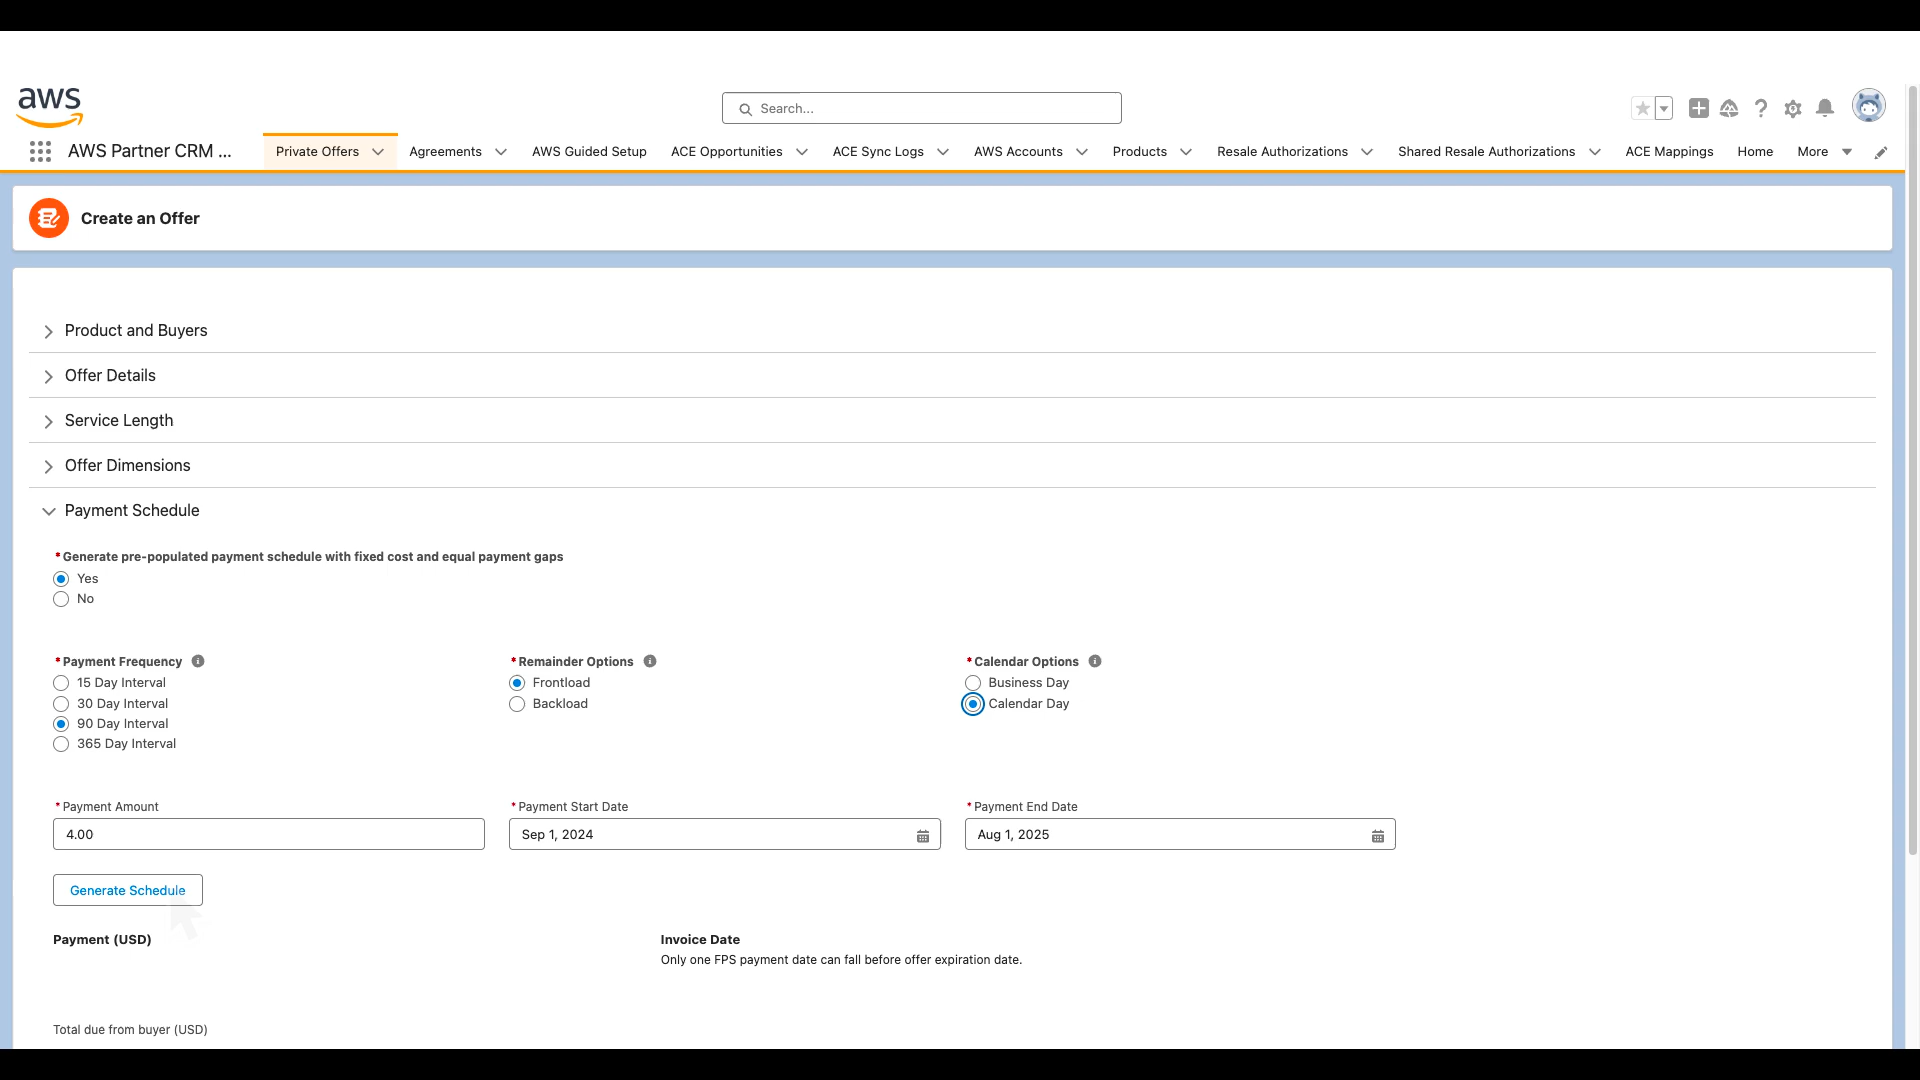 aws
Search...
AWS Partner CRM ...
Private Offers
Agreements
AWS Guided Setup
ACE Opportunities
ACE Sync Logs
AWS Accounts
Products
Resale Authorizations
Shared Resale Authorizations
ACE Mappings
Home
More
Create an Offer
Product and Buyers
Offer Details
Service Length
Offer Dimensions
Payment Schedule
*Generate pre-populated payment schedule with fixed cost and equal payment gaps
Yes
No
*Payment Frequency
15 Day Interval
30 Day Interval
90 Day Interval
365 Day Interval
*Remainder Options
Frontload
Backload
*Calendar Options
Business Day
Calendar Day
*Payment Amount
4.00
*Payment Start Date
Sep 1, 2024
*Payment End Date
Aug 1, 2025
Generate Schedule
Payment (USD)
Invoice Date
Only one FPS payment date can fall before offer expiration date.
Total due from buyer (USD)